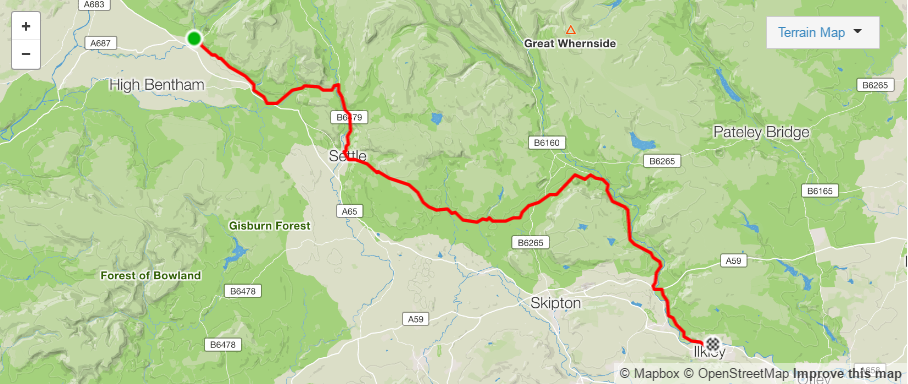 A683
+
Terrain Map
A687
Great Whernside
−
High Bentham
B6265
B6479
Pateley Bridge
B6160
Settle
B6265
B6165
A65
Gisburn Forest
B6265
A59
Forest of Bowland
B6478
Skipton
A59
B6478
Ilkley
© Mapbox © OpenStreetMap Improve this map